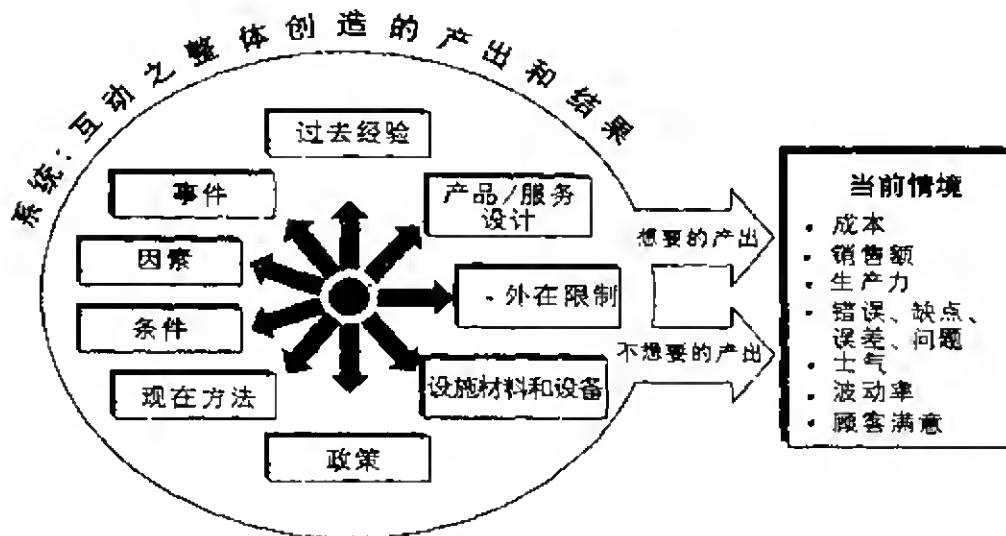 系统：互动之整体创造的产出和结果
过去经验
事件
产品/服务
设计
因素
·外在限制
条件
现在方法
设施材料和设备
政策
想要的产出
不想要的产出
当前情境
· 成本
· 销售额
· 生产力
· 错误、缺点、
误差、问题
· 士气
· 波动率
· 顾客满意